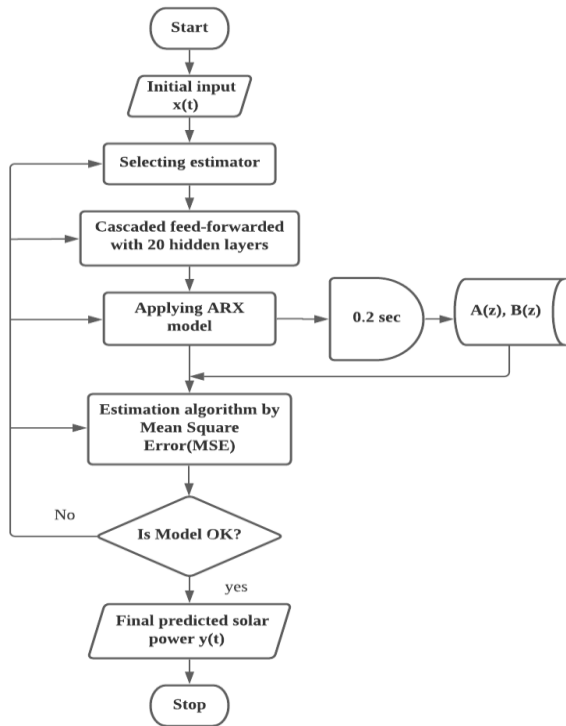 Start
Initial input
x(t)
Selecting estimator
Cascaded feed-forwarded
with 20 hidden layers
Applying ARX
model
0.2 sec
A(z), B(z)
Estimation algorithm by
Mean Square
Error(MSE)
No
Is Model OK?
yes
Final predicted solar
power y(t)
Stop